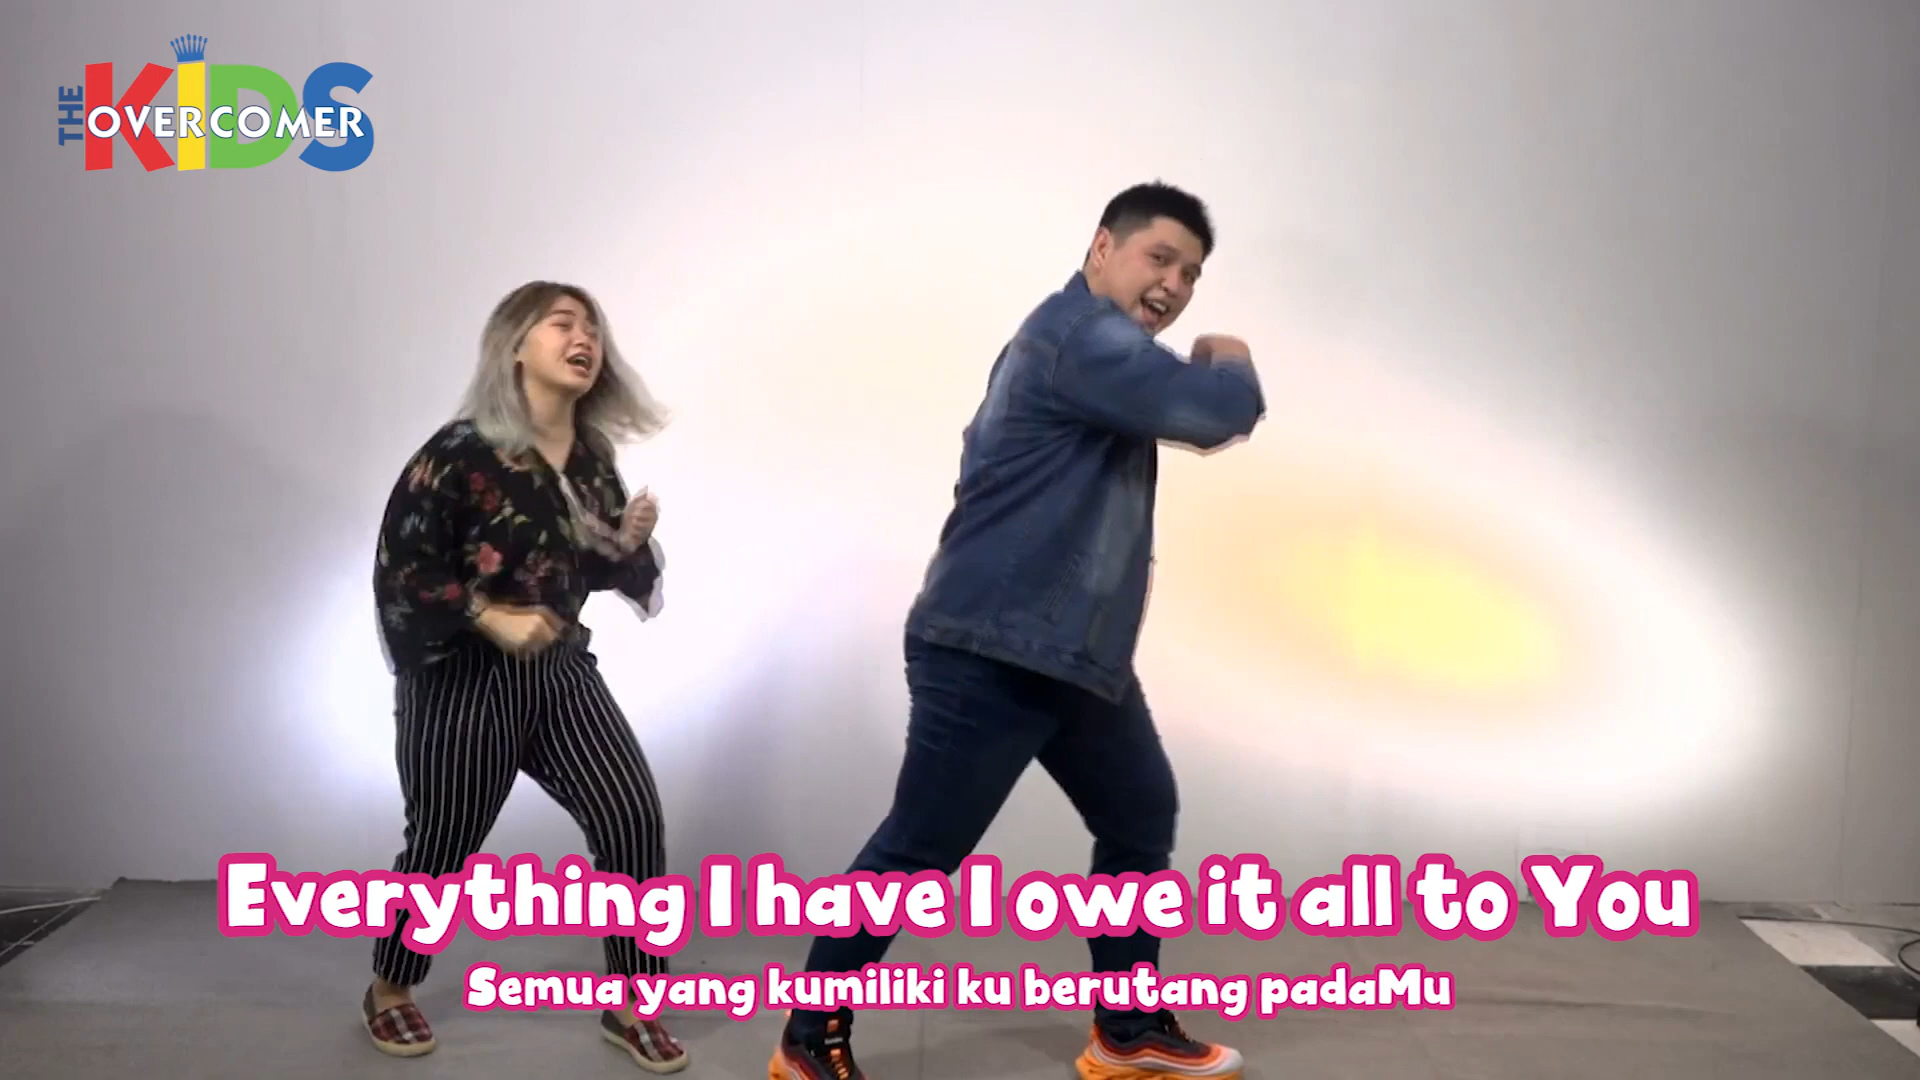 THE KIDS
OVERCOMER
Everything I have I owe it all to You
Semua yang kumiliki ku berutang padaMu